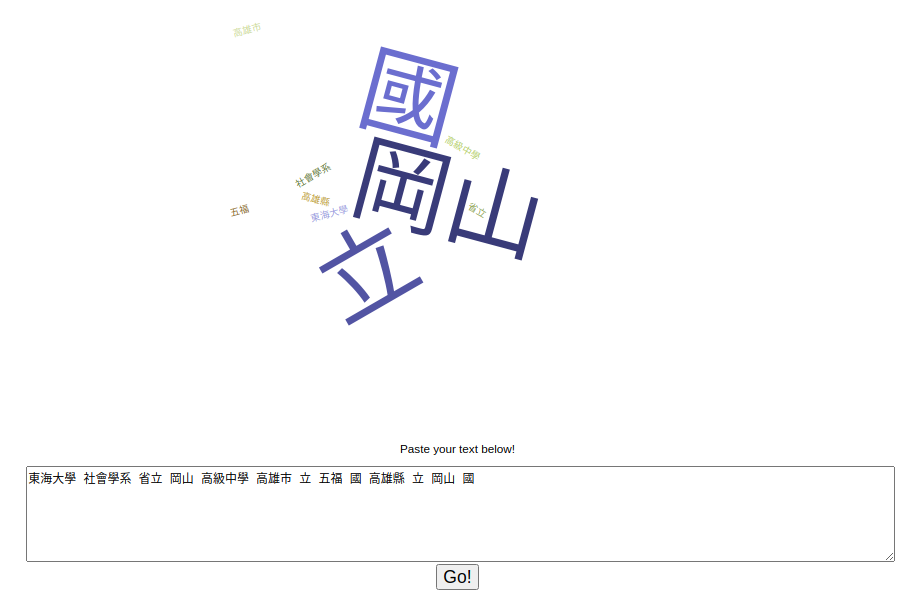 高雄市
國
高級中學
岡山
社會學系
高雄縣
省立
五福
東海大學
立
Paste your text below!
東海大學 社會學系 省立 岡山 高級中學 高雄市 立 五福 國 高雄縣 立 岡山 國
Go!